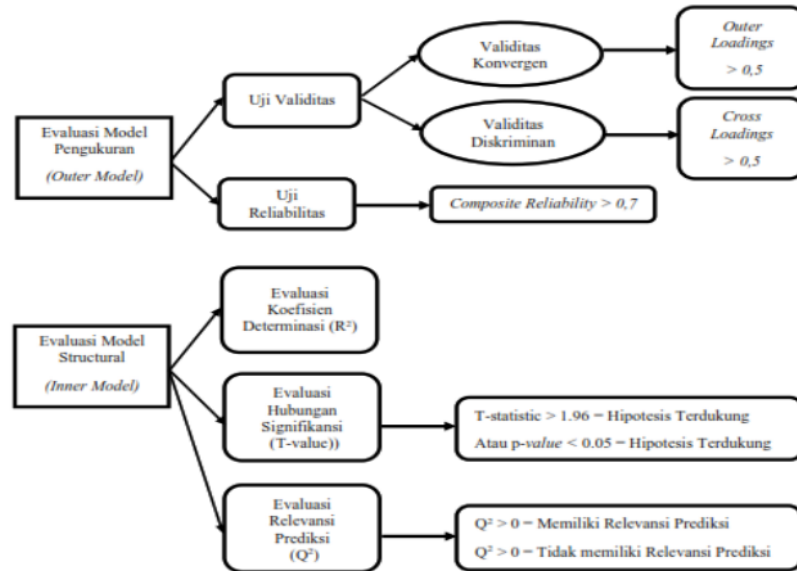 Evaluasi Model
Pengukuran
(Outer Model)
Uji Validitas
Validitas
Konvergen
Outer
Loadings
> 0,5
Validitas
Diskriminan
Cross
Loadings
> 0,5
Uji
Reliabilitas
Composite Reliability > 0,7
Evaluasi Model
Structural
(Inner Model)
Evaluasi
Koefisien
Determinasi (R²)
Evaluasi
Hubungan
Signifikansi
(T-value))
T-statistic > 1.96 = Hipotesis Terdukung
Atau p-value < 0.05 = Hipotesis Terdukung
Evaluasi
Relevansi
Prediksi
(Q²)
Q² > 0 = Memiliki Relevansi Prediksi
Q² > 0 = Tidak memiliki Relevansi Prediksi